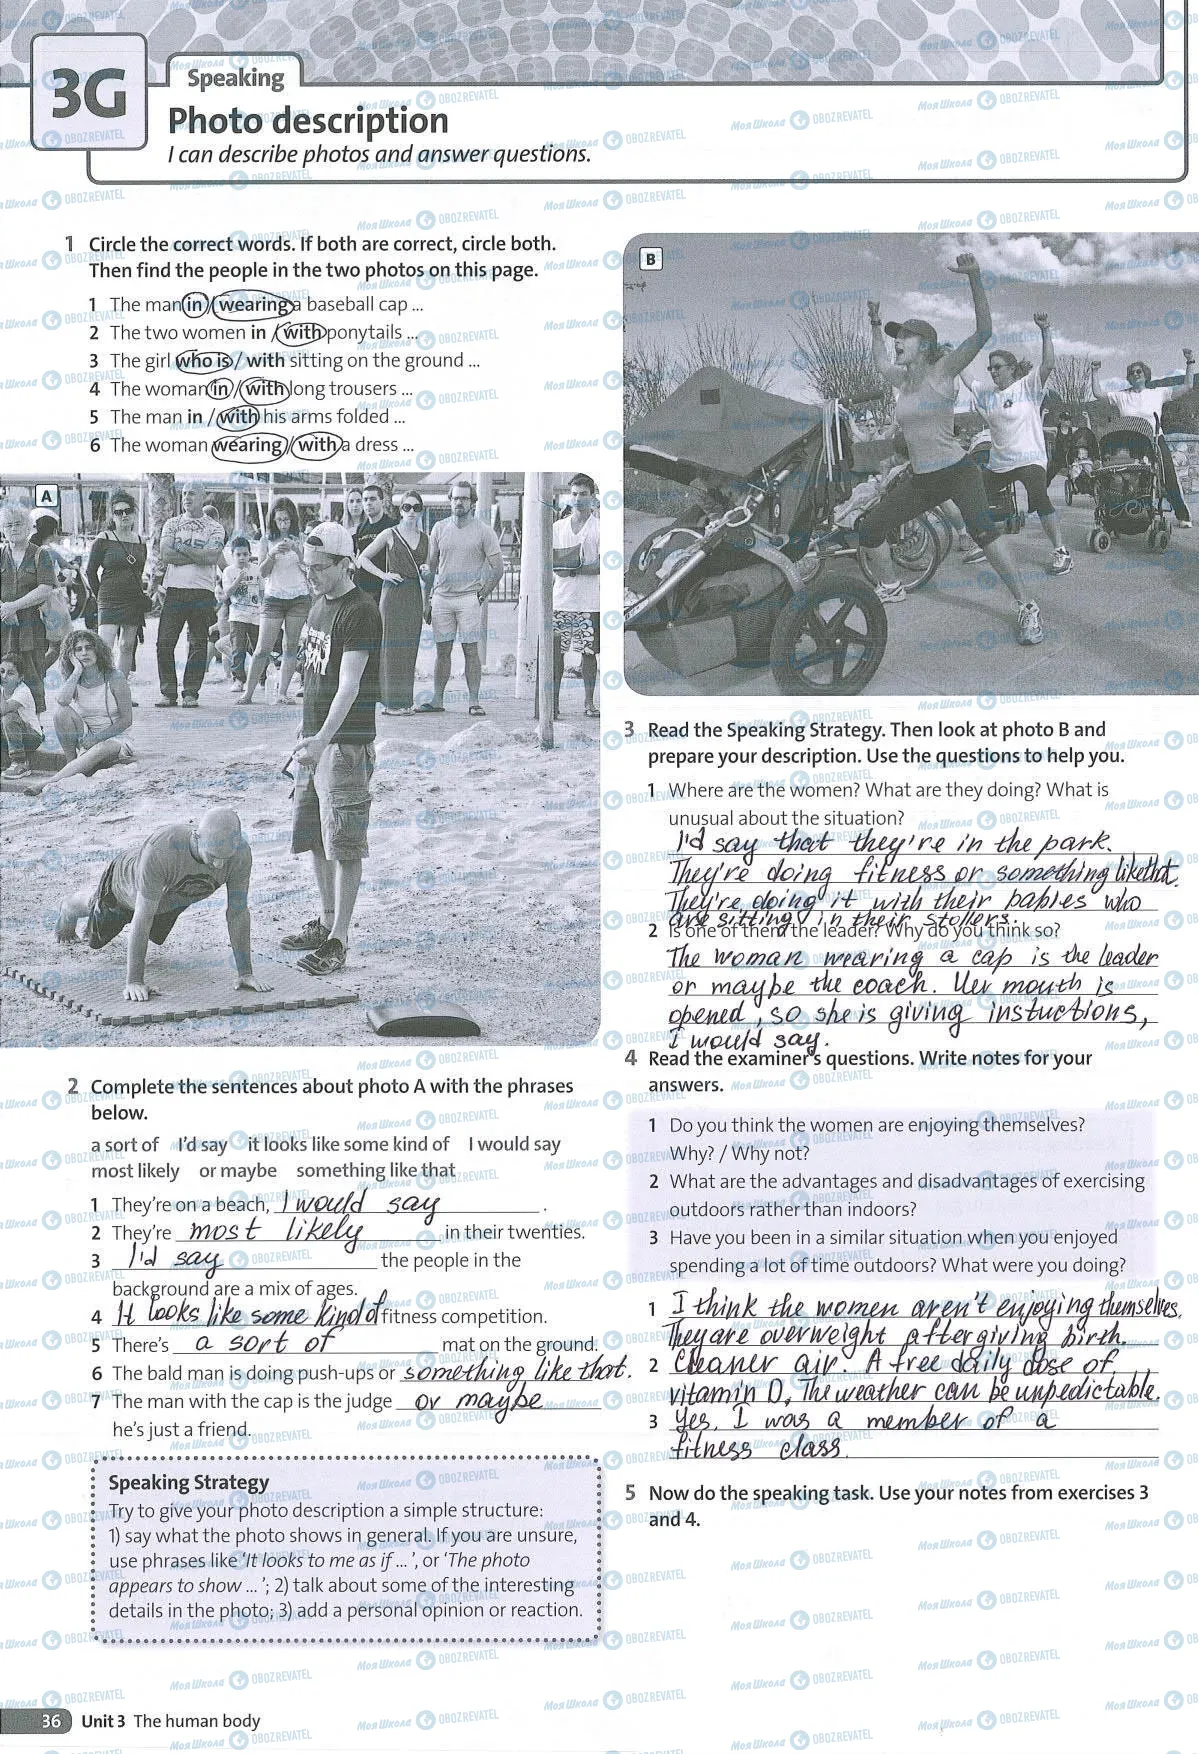 3G
Speaking
Photo description
I can describe photos and answer questions.
1 Circle the correct words. If both are correct, circle both.
Then find the people in the two photos on this page.
1 The man in / wearing a baseball cap ...
2 The two women in / with ponytails ...
3 The girl who is / with sitting on the ground ...
4 The woman in / with long trousers ...
5 The man in / with his arms folded ...
6 The woman wearing / with a dress ...
A
2 Complete the sentences about photo A with the phrases
below.
a sort of I'd say it looks like some kind of I would say
most likely or maybe something like that
1 They're on a beach, I would say .
2 They're most likely in their twenties.
3 I'd say the people in the
background are a mix of ages.
4 It looks like some kind of fitness competition.
5 There's a sort of mat on the ground.
6 The bald man is doing push-ups or something like that.
7 The man with the cap is the judge or maybe
he's just a friend.
Speaking Strategy
Try to give your photo description a simple structure:
1) say what the photo shows in general. If you are unsure,
use phrases like 'It looks to me as if ... ', or 'The photo
appears to show ... '; 2) talk about some of the interesting
details in the photo; 3) add a personal opinion or reaction.
36 Unit 3 The human body
B
3 Read the Speaking Strategy. Then look at photo B and
prepare your description. Use the questions to help you.
1 Where are the women? What are they doing? What is
unusual about the situation?
I'd say that they're in the park.
They're doing fitness or something like that.
They're doing it with their babies who
are sitting in their stollers.
2 Is one of them the leader? Why do you think so?
The woman wearing a cap is the leader
or maybe the coach. Her mouth is
opened, so she is giving instuctions,
I would say.
4 Read the examiner's questions. Write notes for your
answers.
1 Do you think the women are enjoying themselves?
Why? / Why not?
2 What are the advantages and disadvantages of exercising
outdoors rather than indoors?
3 Have you been in a similar situation when you enjoyed
spending a lot of time outdoors? What were you doing?
1 I think the women aren't enjoying themselves.
They are overweight after giving birth.
2 Cleaner air. A free daily dose of
vitamin D. The weather can be unpedictable.
3 Yes, I was a member of a
fitness class.
5 Now do the speaking task. Use your notes from exercises 3
and 4.
МояШкола OBOZREVATEL